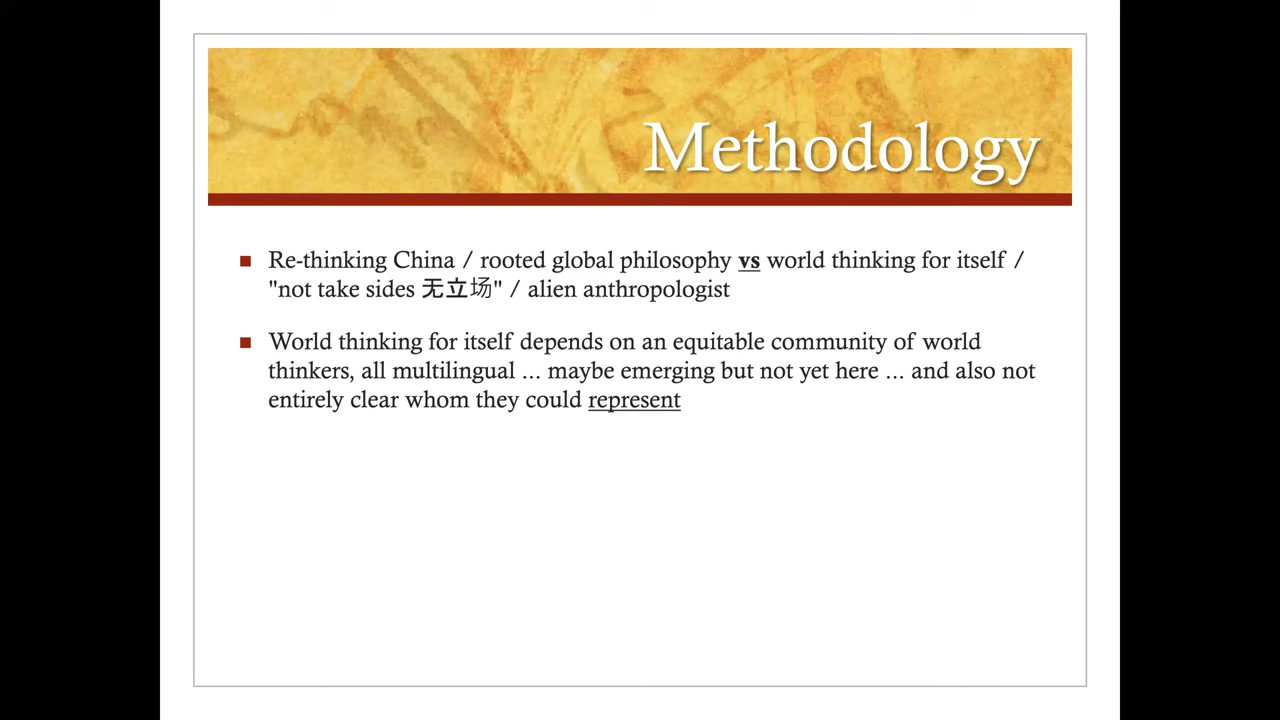 Methodology
Re-thinking China / rooted global philosophy vs world thinking for itself /
"not take sides 无立场" / alien anthropologist
World thinking for itself depends on an equitable community of world
thinkers, all multilingual ... maybe emerging but not yet here ... and also not
entirely clear whom they could represent